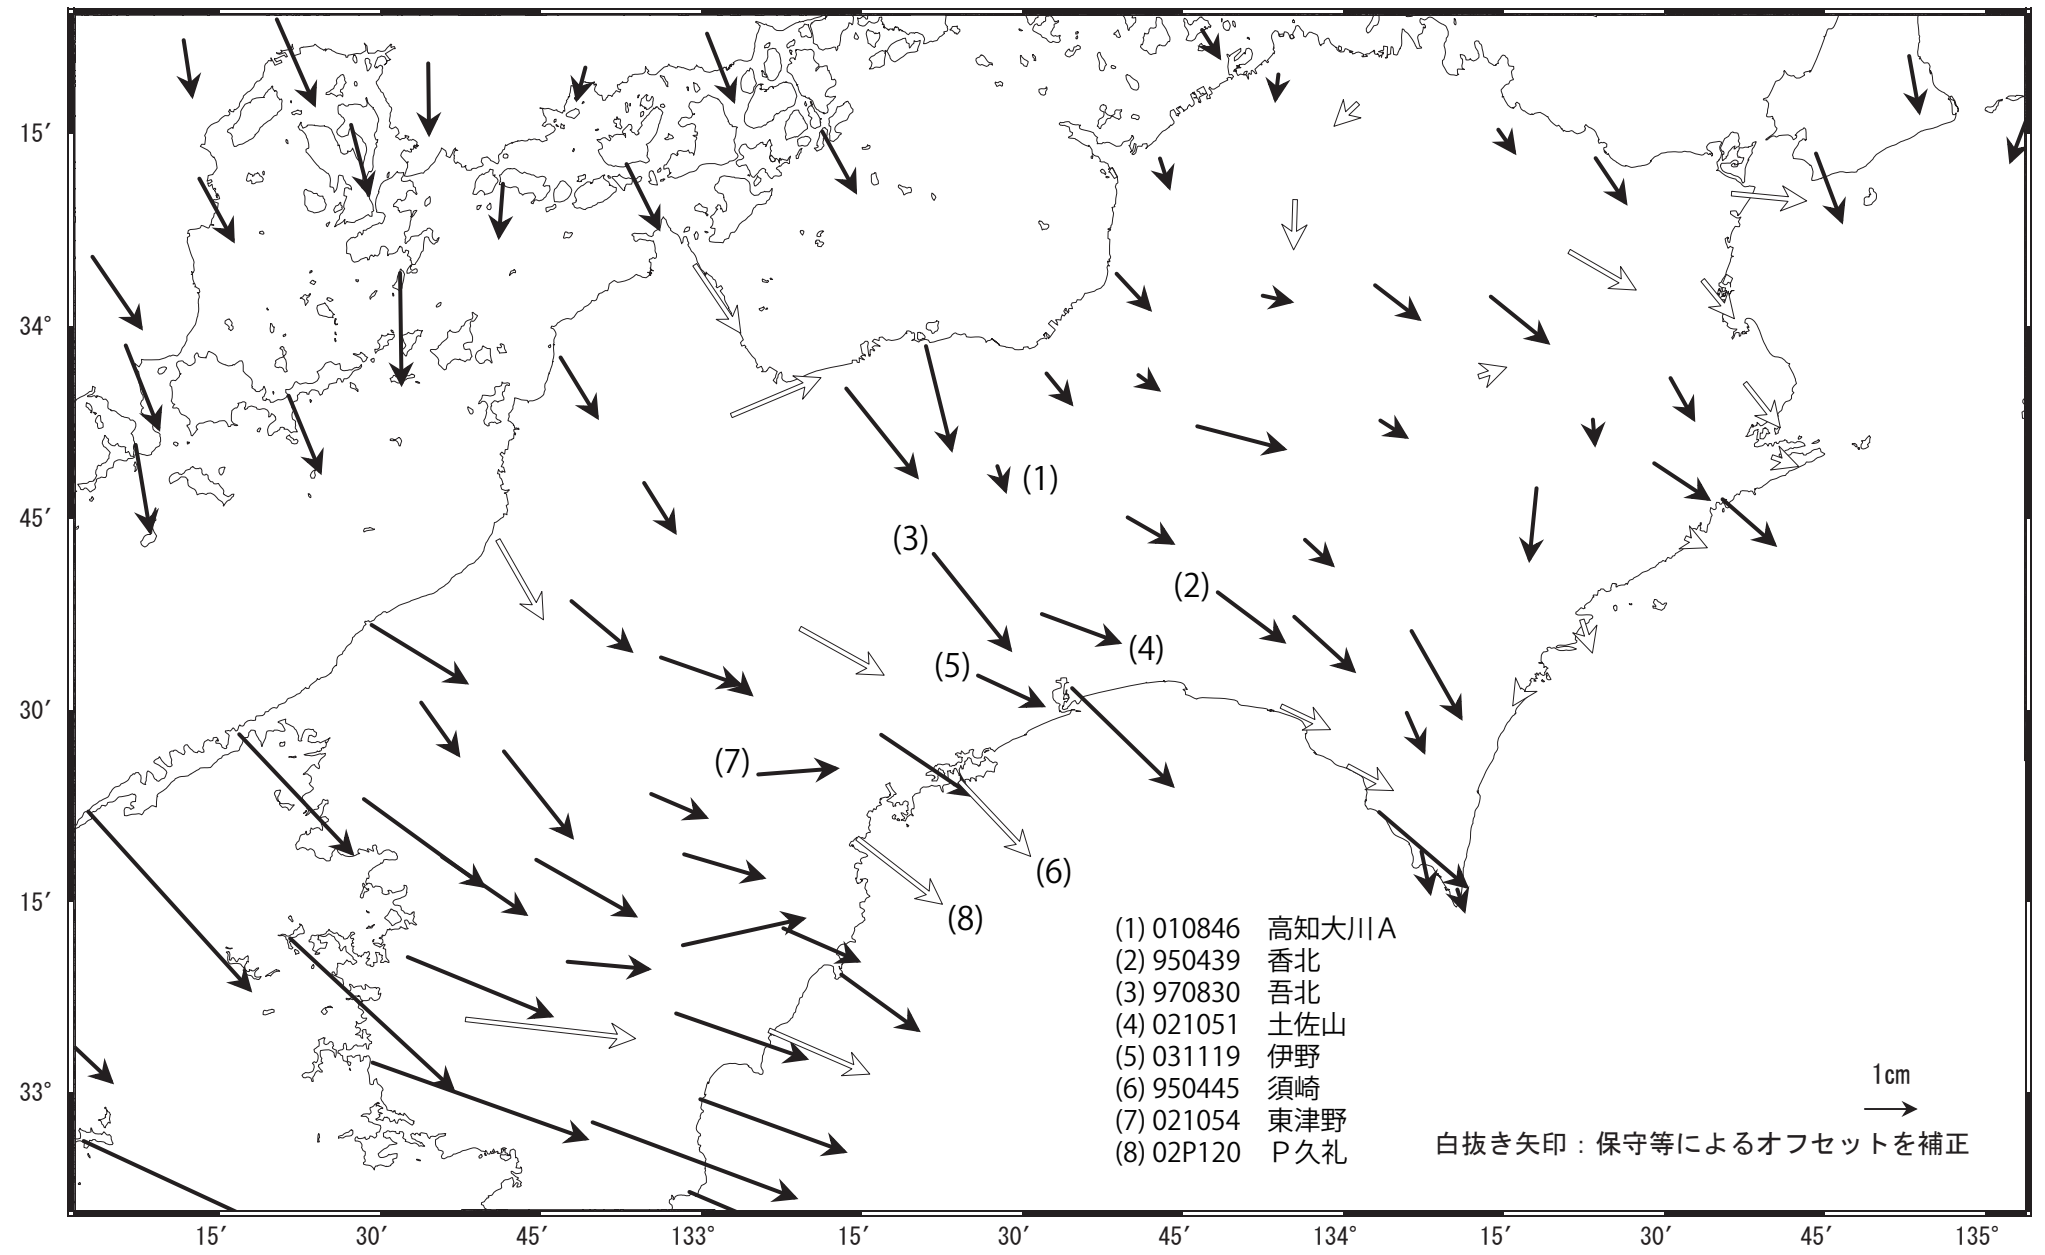 15′
34°
(1)
45′
(3)
(2)
(4)
(5)
30′
(7)
(6)
15′
(8)
(1) 010846　高知大川Ａ
(2) 950439　香北
(3) 970830　吾北
(4) 021051　土佐山
(5) 031119　伊野
(6) 950445　須崎
(7) 021054　東津野
(8) 02P120　Ｐ久礼
1cm
33°
白抜き矢印：保守等によるオフセットを補正
15′ 30′ 45′ 133° 15′ 30′ 45′ 134° 15′ 30′ 45′ 135°